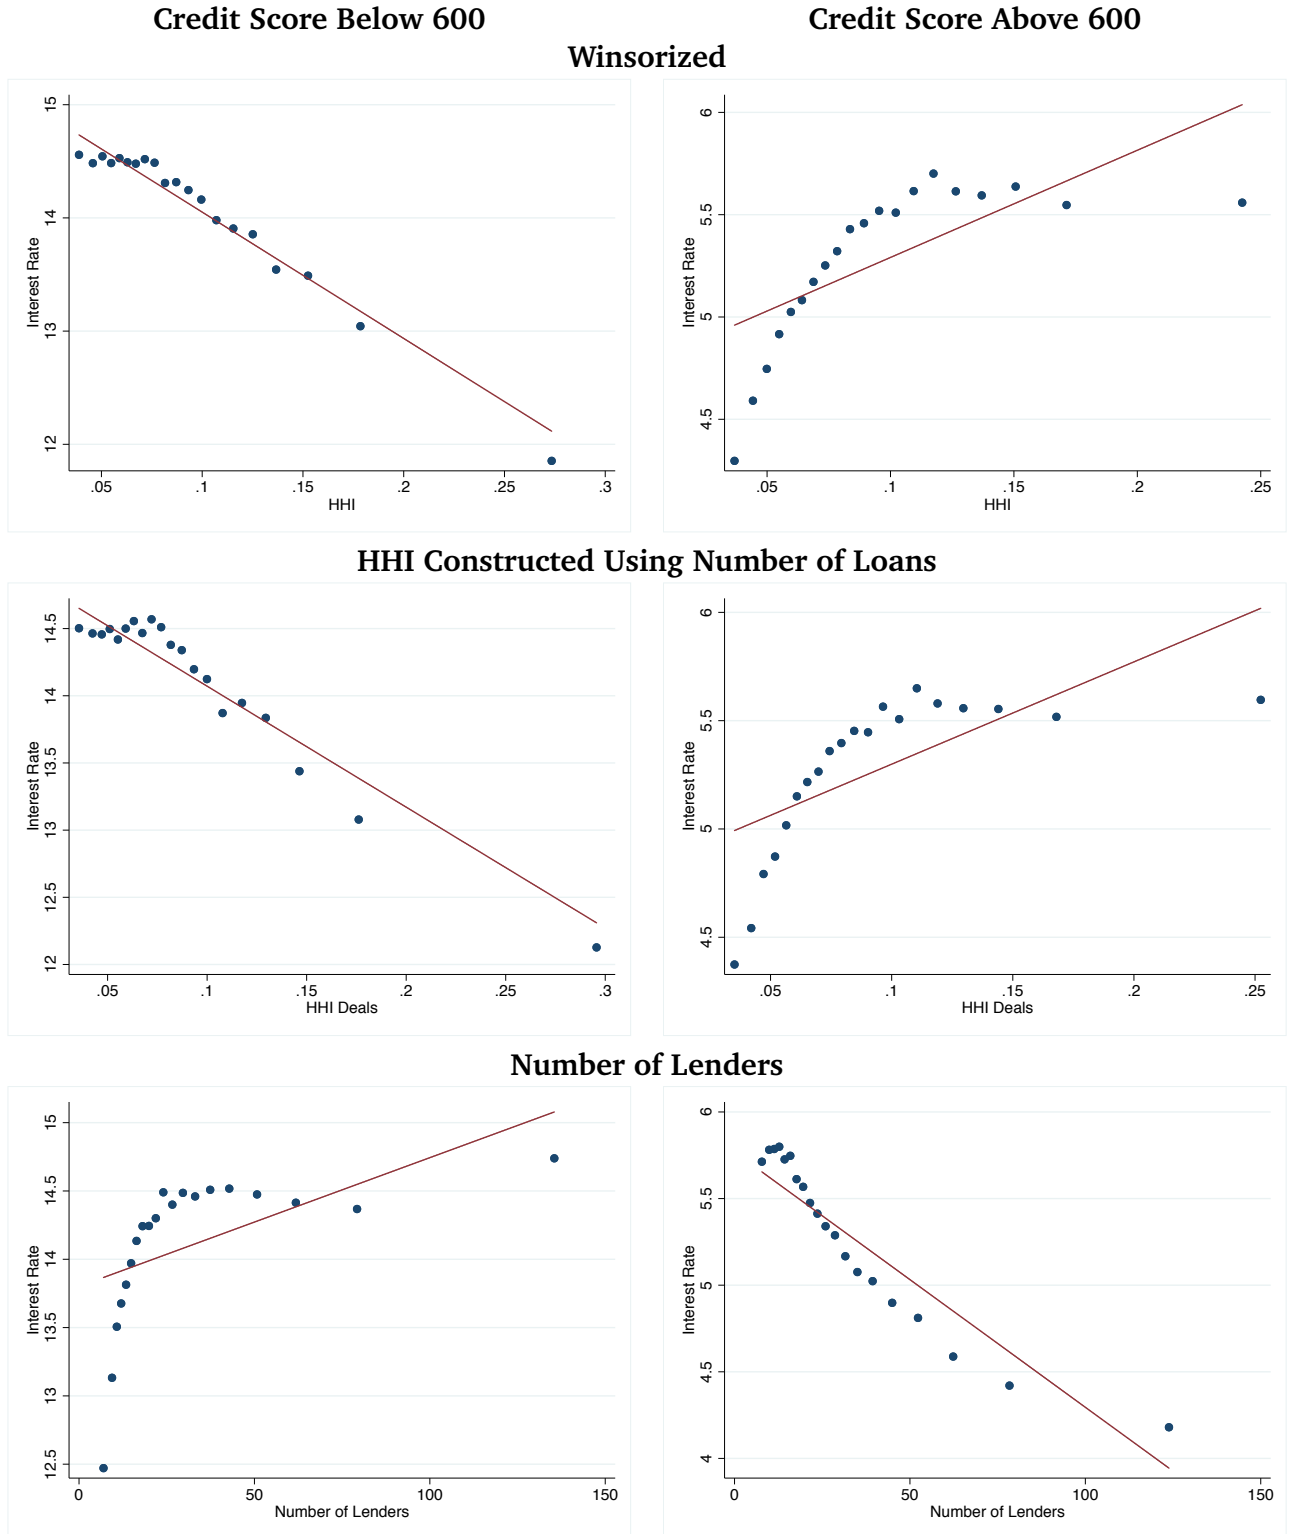 Credit Score Below 600
Credit Score Above 600
Winsorized
15
14
13
12
Interest Rate
.05 .1 .15 .2 .25 .3
HHI
6
5.5
5
4.5
Interest Rate
.05 .1 .15 .2 .25
HHI
HHI Constructed Using Number of Loans
14.5
14
13.5
13
12.5
12
Interest Rate
.05 .1 .15 .2 .25 .3
HHI Deals
6
5.5
5
4.5
Interest Rate
.05 .1 .15 .2 .25
HHI Deals
Number of Lenders
15
14.5
14
13.5
13
12.5
Interest Rate
0 50 100 150
Number of Lenders
6
5.5
5
4.5
4
Interest Rate
0 50 100 150
Number of Lenders